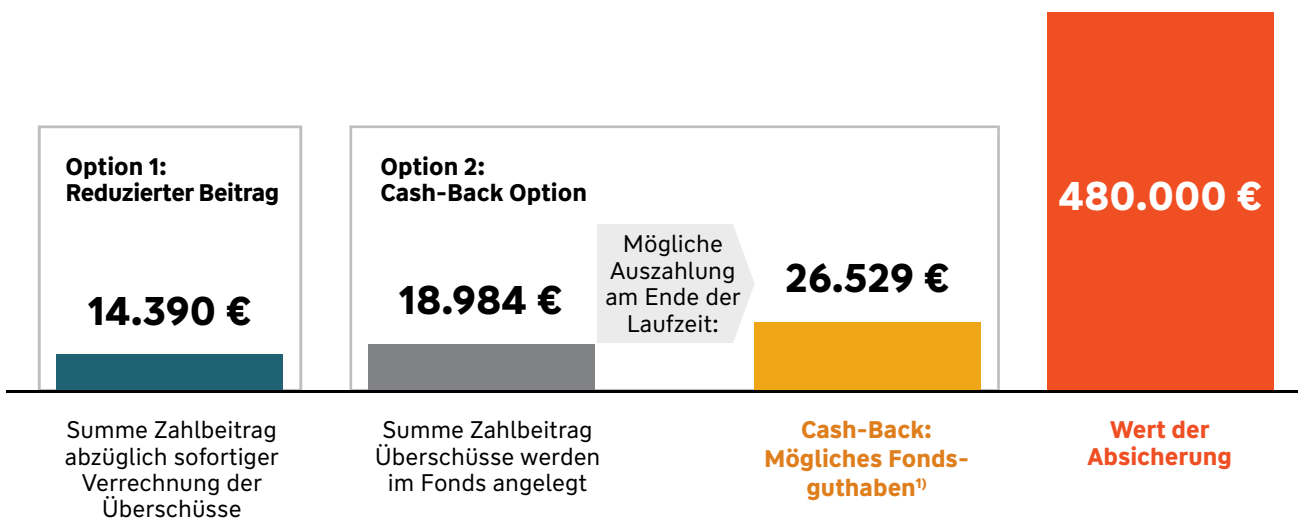 Option 1:
Reduzierter Beitrag
14.390 €
Summe Zahlbeitrag
abzüglich sofortiger
Verrechnung der
Überschüsse
Option 2:
Cash-Back Option
18.984 €
Summe Zahlbeitrag
Überschüsse werden
im Fonds angelegt
Mögliche
Auszahlung
am Ende der
Laufzeit:
26.529 €
Cash-Back:
Mögliches Fonds-
guthaben¹⁾
480.000 €
Wert der
Absicherung